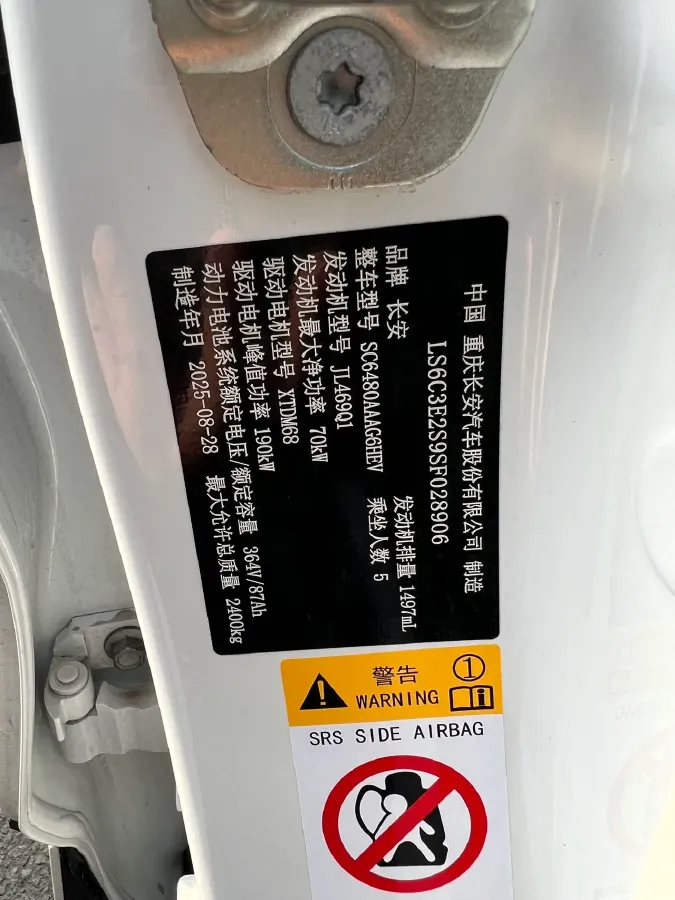 中国 重庆长安汽车股份有限公司 制造
LS6C3E2S9SF028906
品牌 长安
整车型号 SC6480AAAG6HEV 发动机排量 1497mL
发动机型号 JL469Q1 乘坐人数 5
发动机最大净功率 70kW
驱动电机型号 XTDM68
驱动电机峰值功率 190kW
动力电池系统额定电压/额定容量 364V/87Ah
制造年月 2025-08-28 最大允许总质量 2400kg
警告 1
WARNING i
SRS SIDE AIRBAG